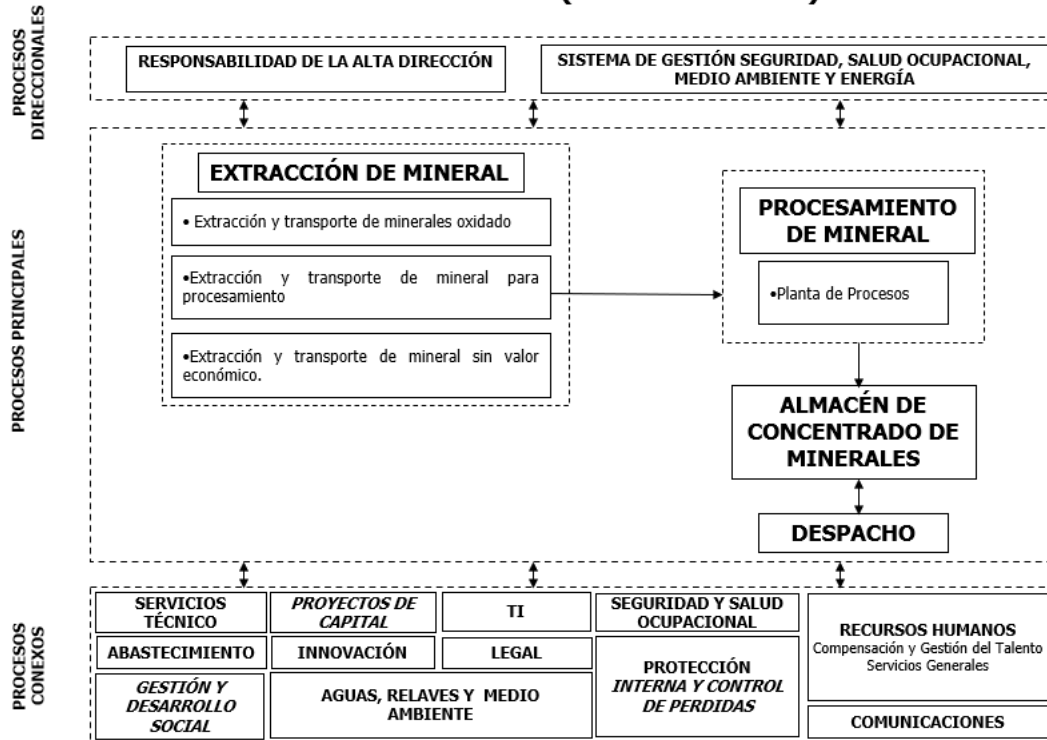 PROCESOS
DIRECCIONALES
RESPONSABILIDAD DE LA ALTA DIRECCIÓN
SISTEMA DE GESTIÓN SEGURIDAD, SALUD OCUPACIONAL,
MEDIO AMBIENTE Y ENERGÍA
PROCESOS PRINCIPALES
EXTRACCIÓN DE MINERAL
• Extracción y transporte de minerales oxidado
•Extracción y transporte de mineral para
procesamiento
•Extracción y transporte de mineral sin valor
económico.
PROCESAMIENTO
DE MINERAL
•Planta de Procesos
ALMACÉN DE
CONCENTRADO DE
MINERALES
DESPACHO
PROCESOS
CONEXOS
SERVICIOS
TÉCNICO
PROYECTOS DE
CAPITAL
TI
SEGURIDAD Y SALUD
OCUPACIONAL
RECURSOS HUMANOS
Compensación y Gestión del Talento
Servicios Generales
ABASTECIMIENTO
INNOVACIÓN
LEGAL
PROTECCIÓN
INTERNA Y CONTROL
DE PERDIDAS
GESTIÓN Y
DESARROLLO
SOCIAL
AGUAS, RELAVES Y MEDIO
AMBIENTE
COMUNICACIONES